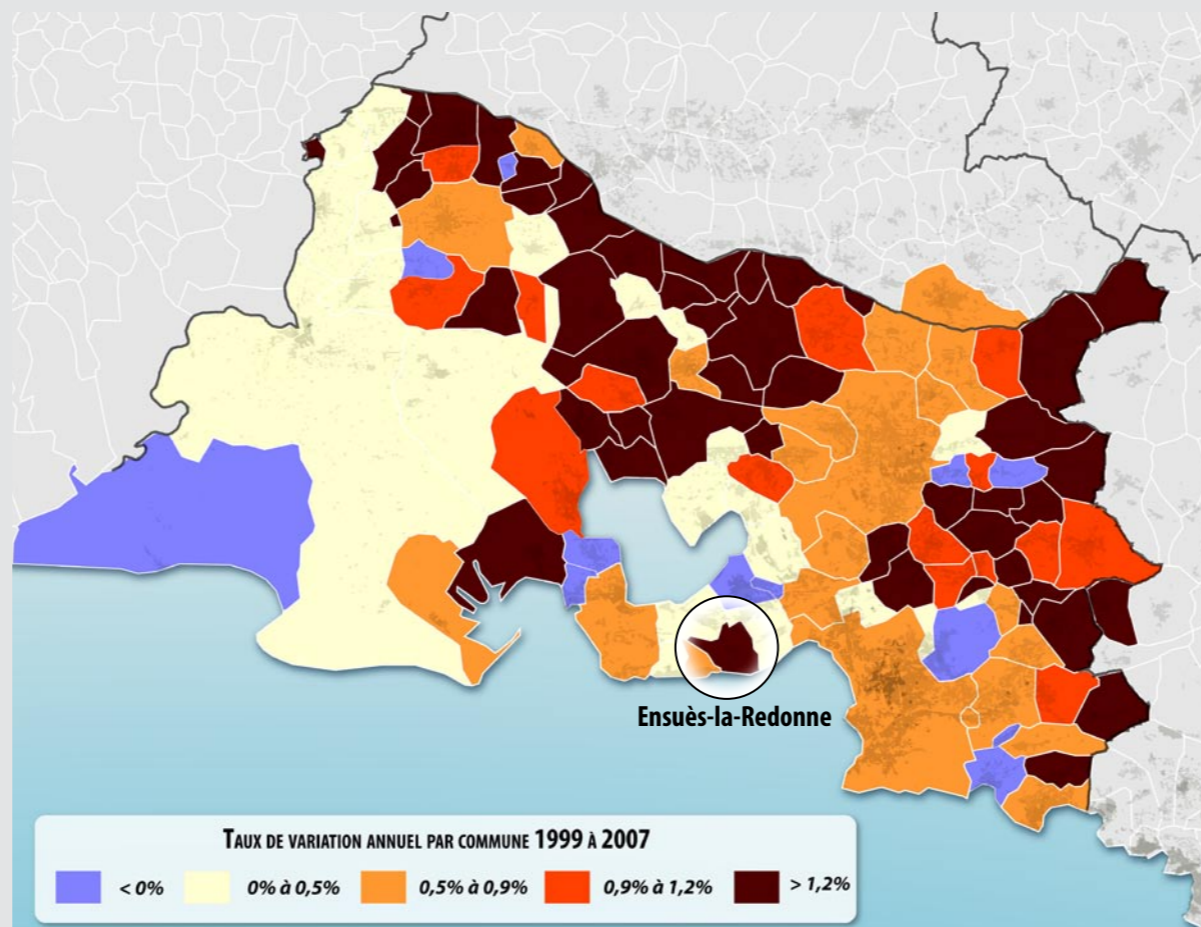 Ensuès-la-Redonne
TAUX DE VARIATION ANNUEL PAR COMMUNE 1999 À 2007
< 0% 0% à 0,5% 0,5% à 0,9% 0,9% à 1,2% > 1,2%